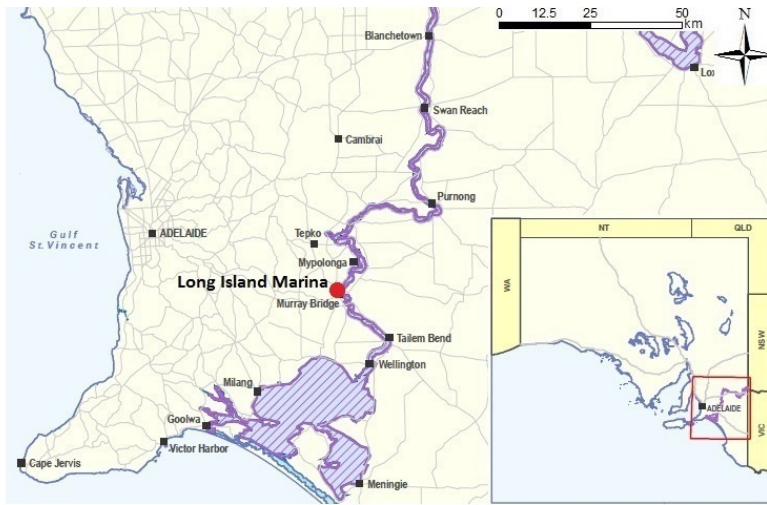 0 12.5 25 50
km
N
Blanchetown
Swan Reach
Cambrai
Purnong
ADELAIDE
Gulf
St.Vincent
Tepko
Mypolonga
Long Island Marina
Murray Bridge
Tailem Bend
Wellington
Milang
Goolwa
Victor Harbor
Cape Jervis
Meningie
NT
QLD
WA
NSW
ADELAIDE
VIC